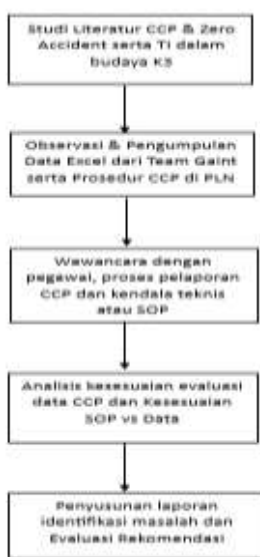 Studi Literatur CCP & Zero
Accident serta TI dalam
budaya K3
Observasi & Pengumpulan
Data Excel dari Team Gaint
serta Prosedur CCP di PLN
Wawancara dengan
pegawai, proses pelaporan
CCP dan kendala teknis
atau SOP
Analisis kesesuaian evaluasi
data CCP dan Kesesuaian
SOP vs Data
Penyusunan laporan
identifikasi masalah dan
Evaluasi Rekomendasi